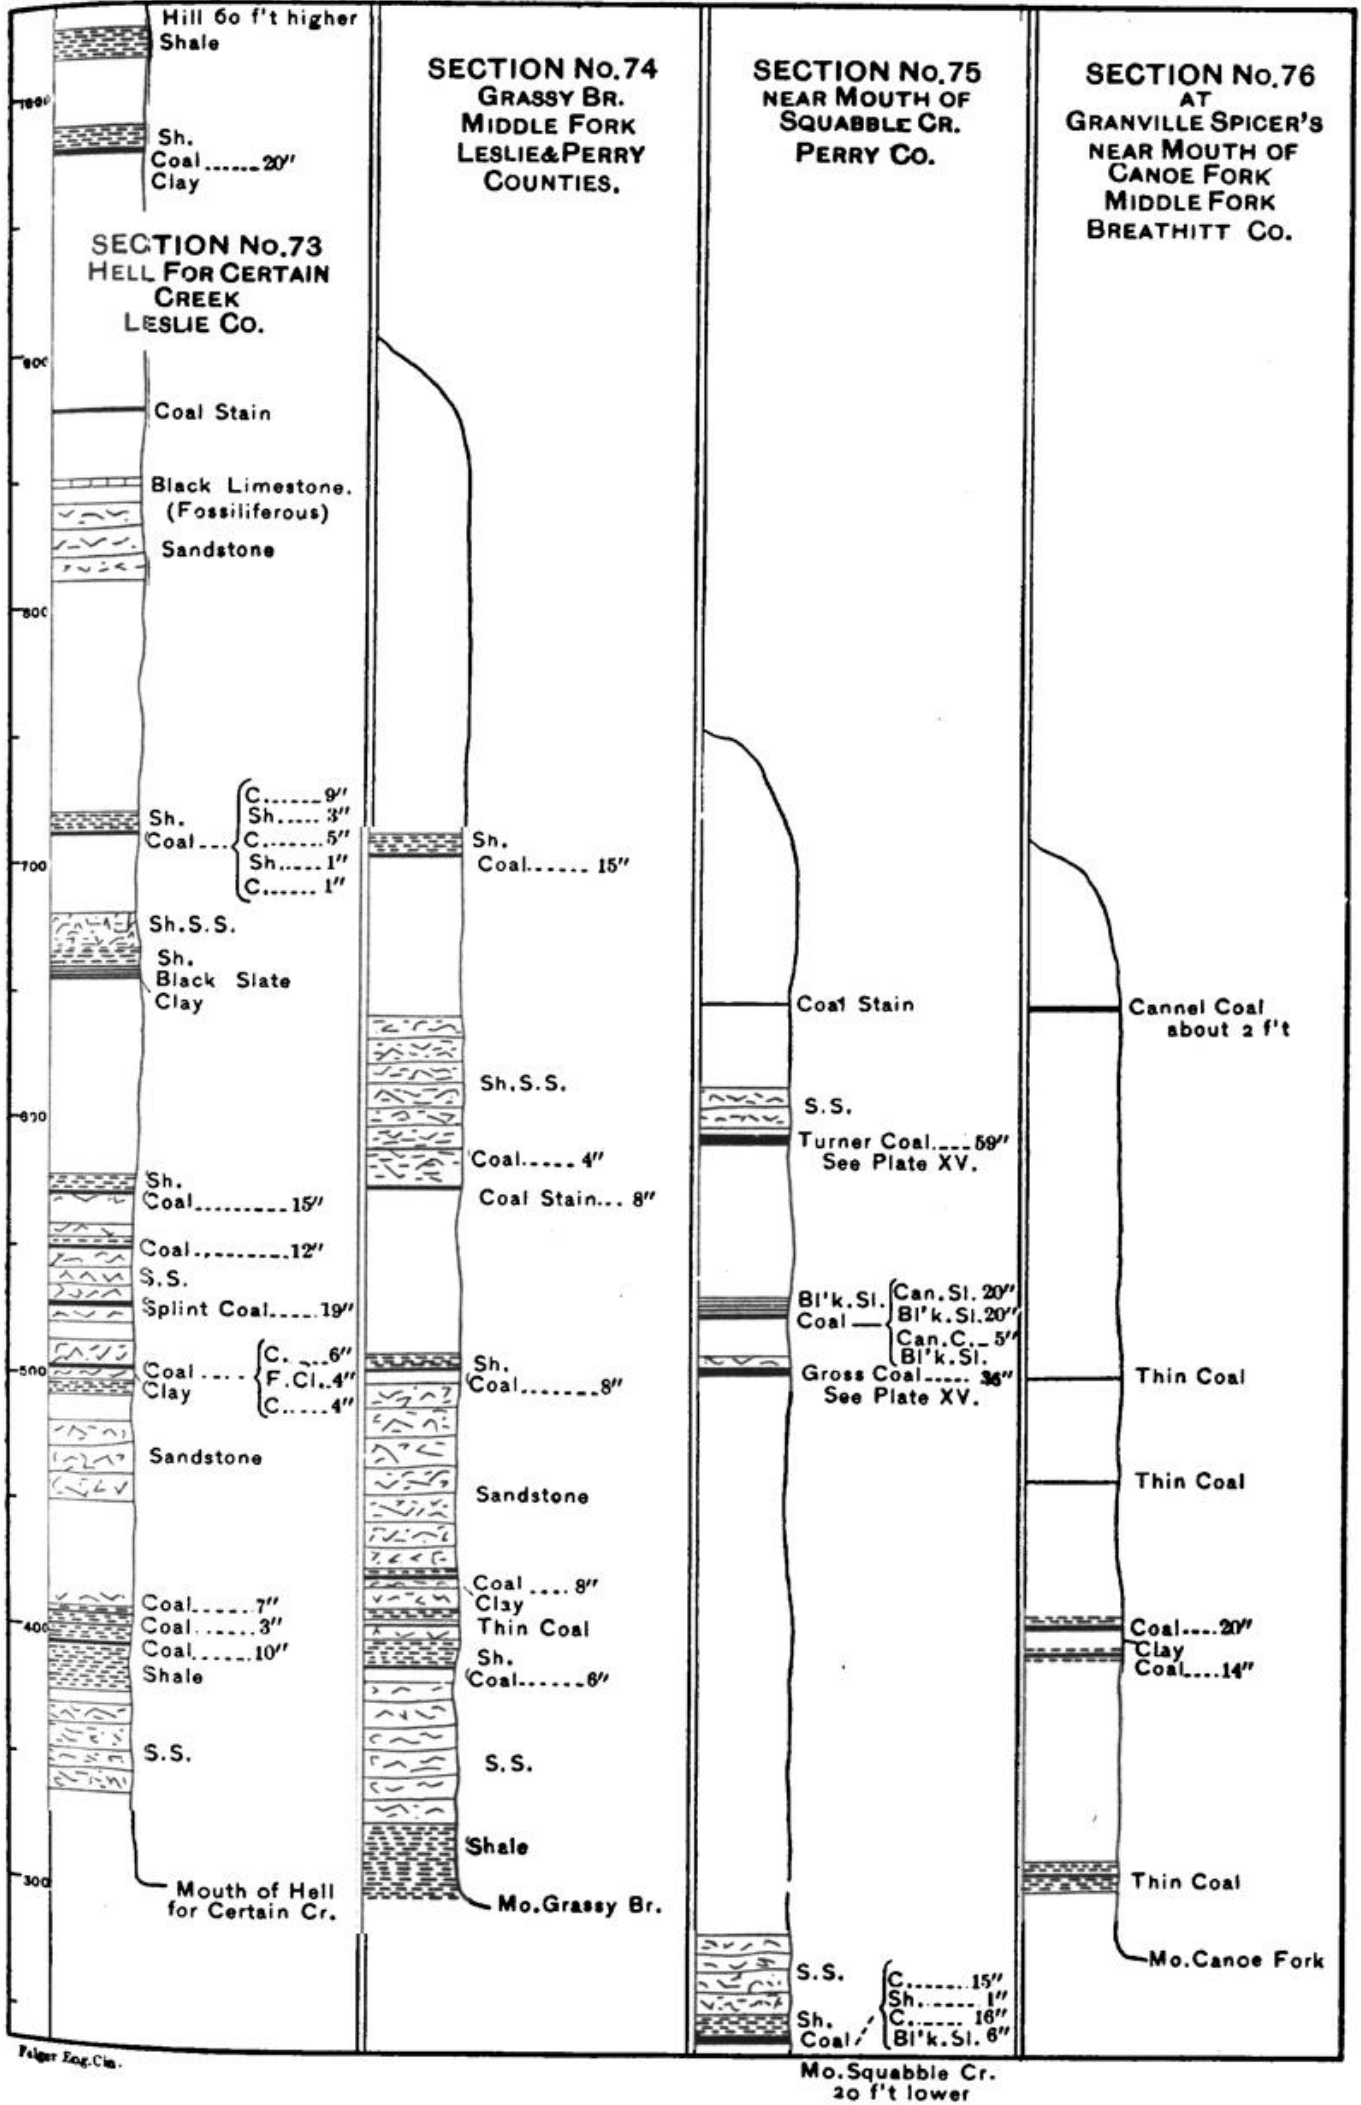 Hill 60 f't higher
Shale
1000
Sh.
Coal ...... 20"
Clay
SECTION No.73
HELL FOR CERTAIN
CREEK
LESLIE CO.
900
Coal Stain
Black Limestone.
(Fossiliferous)
Sandstone
800
Sh.
Coal....
C......9"
Sh..... 3"
C......5"
Sh.....1"
C...... 1"
700
Sh.S.S.
Sh.
Black Slate
Clay
600
Sh.
Coal..........15"
Coal..........12"
S.S.
Splint Coal.....19"
500
Coal ....
Clay
C. ...6"
F.Cl..4"
C.....4"
Sandstone
400
Coal......7"
Coal......3"
Coal......10"
Shale
S.S.
300
Mouth of Hell
for Certain Cr.
SECTION No.74
GRASSY BR.
MIDDLE FORK
LESLIE&PERRY
COUNTIES.
Sh.
Coal...... 15"
Sh.S.S.
Coal..... 4"
Coal Stain... 8"
Sh.
Coal.......8"
Sandstone
Coal .... 8"
Clay
Thin Coal
Sh.
Coal......6"
S.S.
Shale
Mo.Grassy Br.
SECTION No.75
NEAR MOUTH OF
SQUABBLE CR.
PERRY CO.
Coal Stain
S.S.
Turner Coal.... 59"
See Plate XV.
Bl'k.Sl.
Coal
Can.Sl. 20"
Bl'k.Sl.20"
Can.C._ 5"
Bl'k.Sl.
Gross Coal..... 36"
See Plate XV.
S.S.
Sh.
Coal
C.......15"
Sh....... 1"
C...... 16"
Bl'k.Sl. 6"
Mo.Squabble Cr.
20 f't lower
SECTION No.76
AT
GRANVILLE SPICER'S
NEAR MOUTH OF
CANOE FORK
MIDDLE FORK
BREATHITT CO.
Cannel Coal
about 2 f't
Thin Coal
Thin Coal
Coal....20"
Clay
Coal....14"
Thin Coal
Mo.Canoe Fork
Eng.Cin.